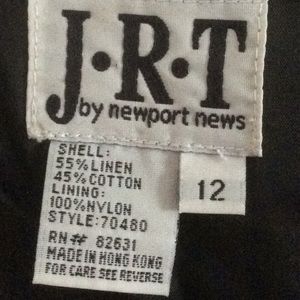 J·R·T
by newport news
SHELL:
55% LINEN
45% COTTON
LINING:
100% NYLON
STYLE: 70480
RN# 82631
MADE IN HONG KONG
FOR CARE SEE REVERSE
12